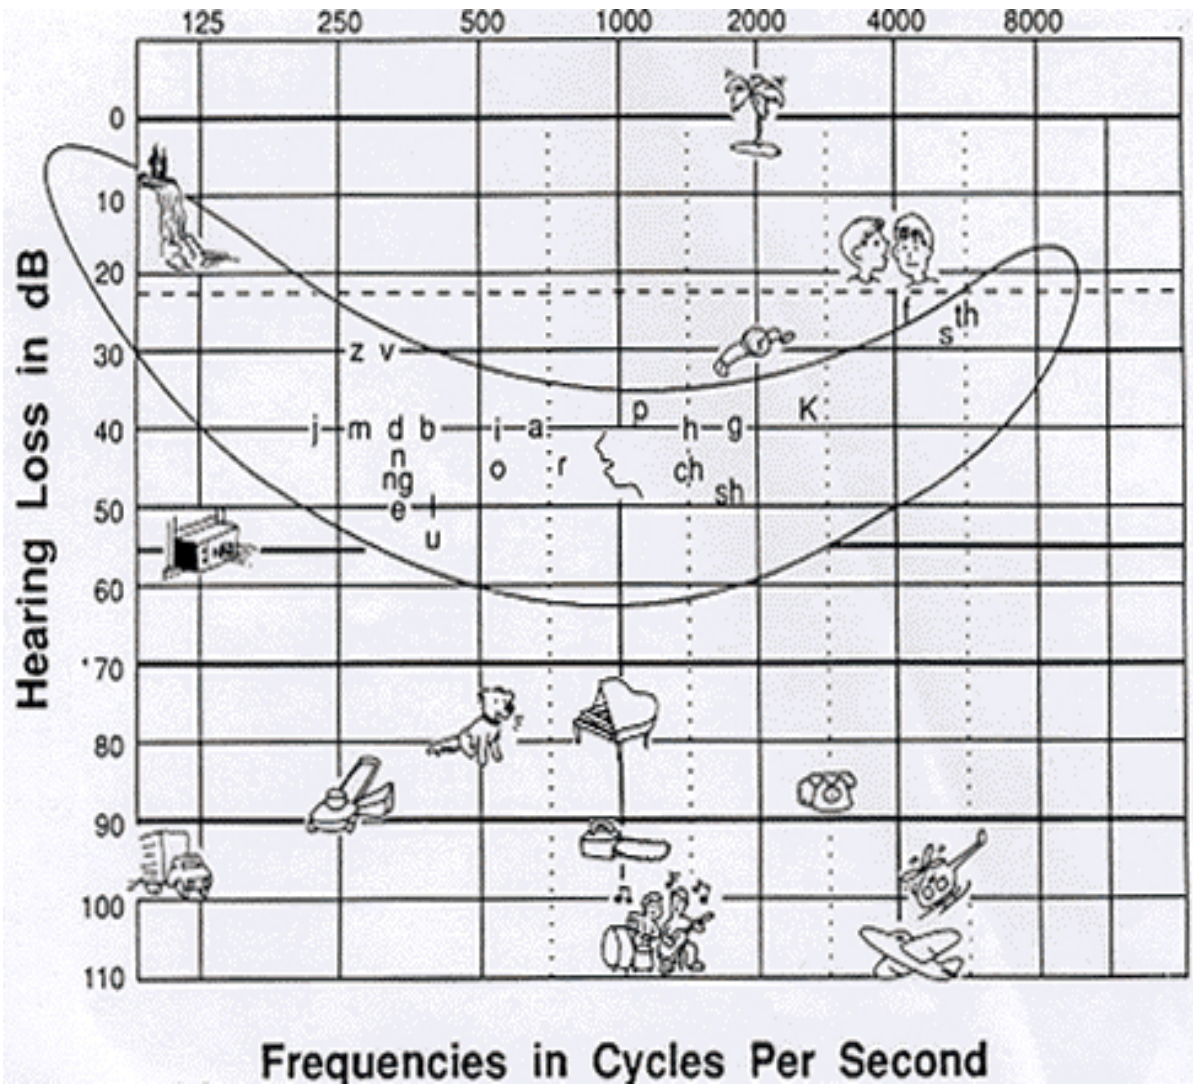 125 250 500 1000 2000 4000 8000
Hearing Loss in dB
0
10
20
f th
s
30 z v
p K
40 j m d b i a h g
n o r ch
ng sh
50 e l
u
60
70
80
90
100
110
Frequencies in Cycles Per Second